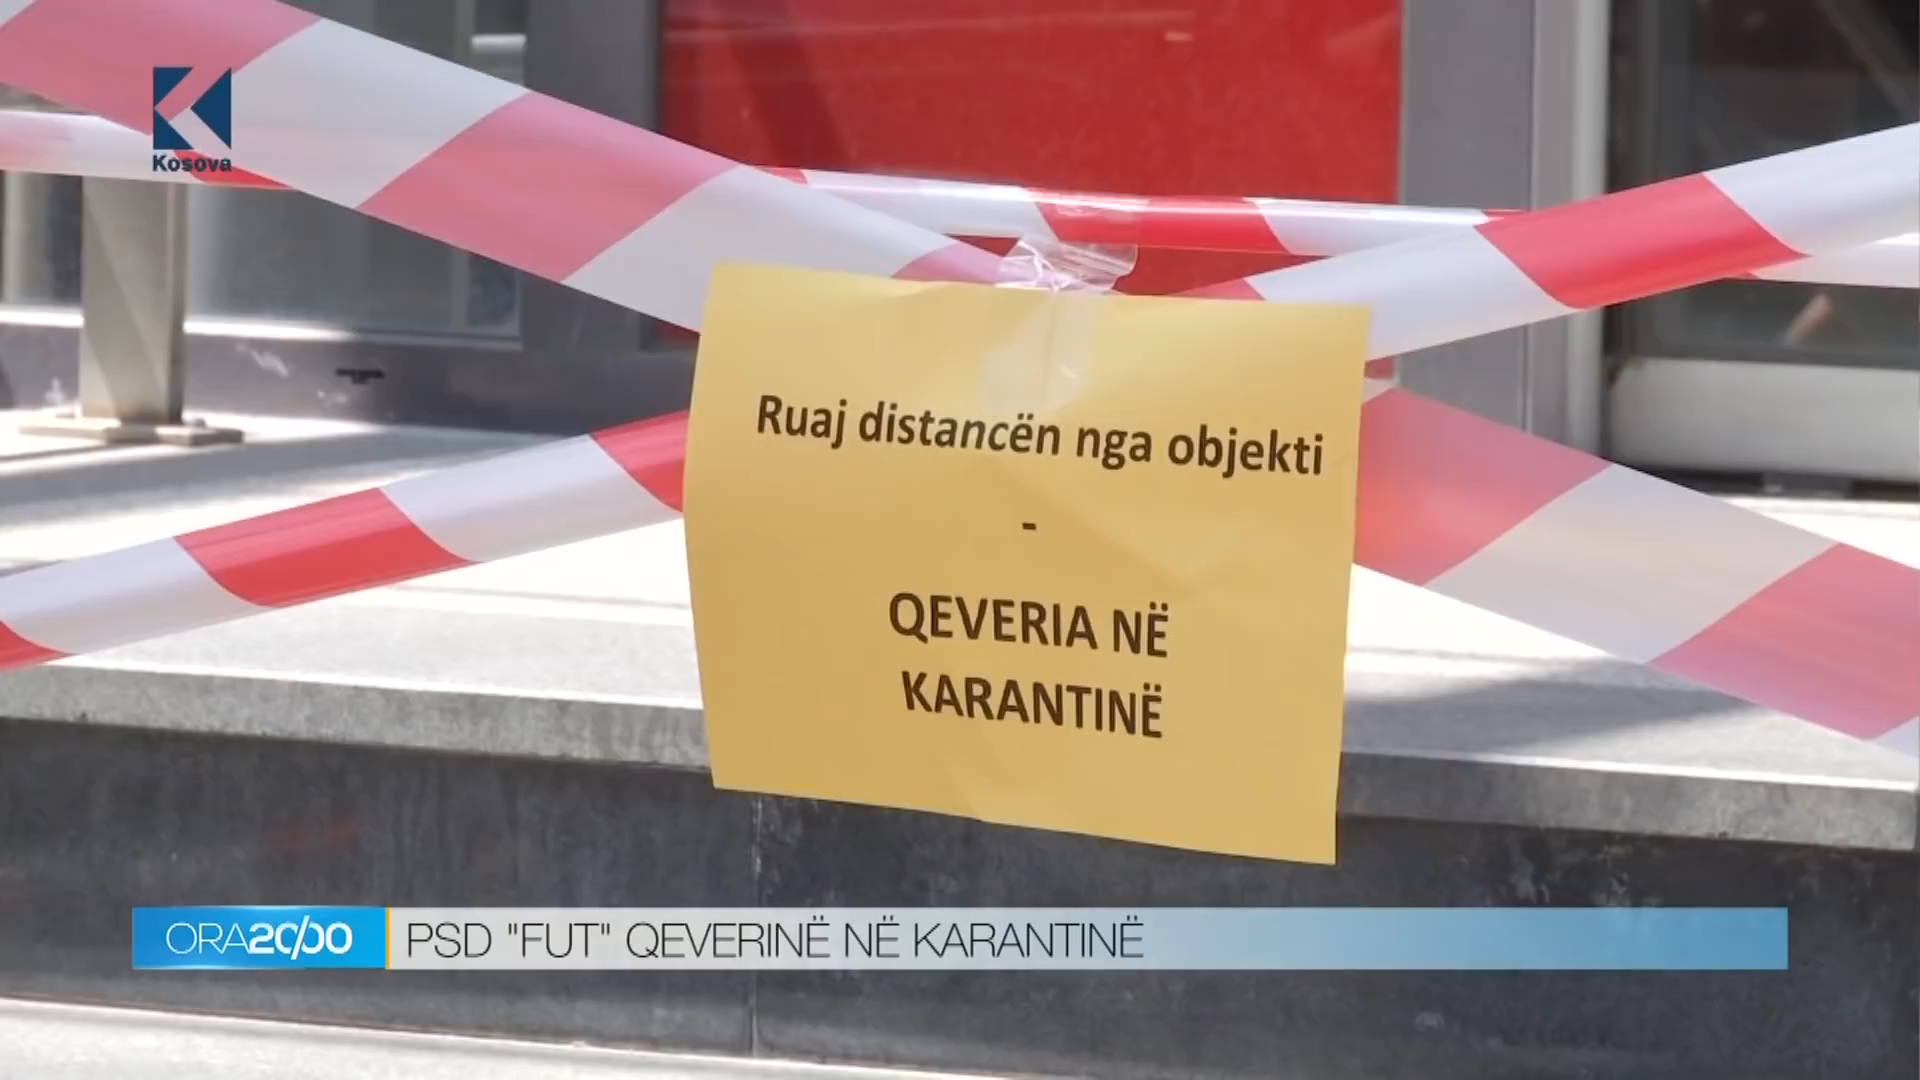 Kosova
Ruaj distancën nga objekti
-
QEVERIA NË
KARANTINË
ORA20:00 PSD "FUT" QEVERINË NË KARANTINË